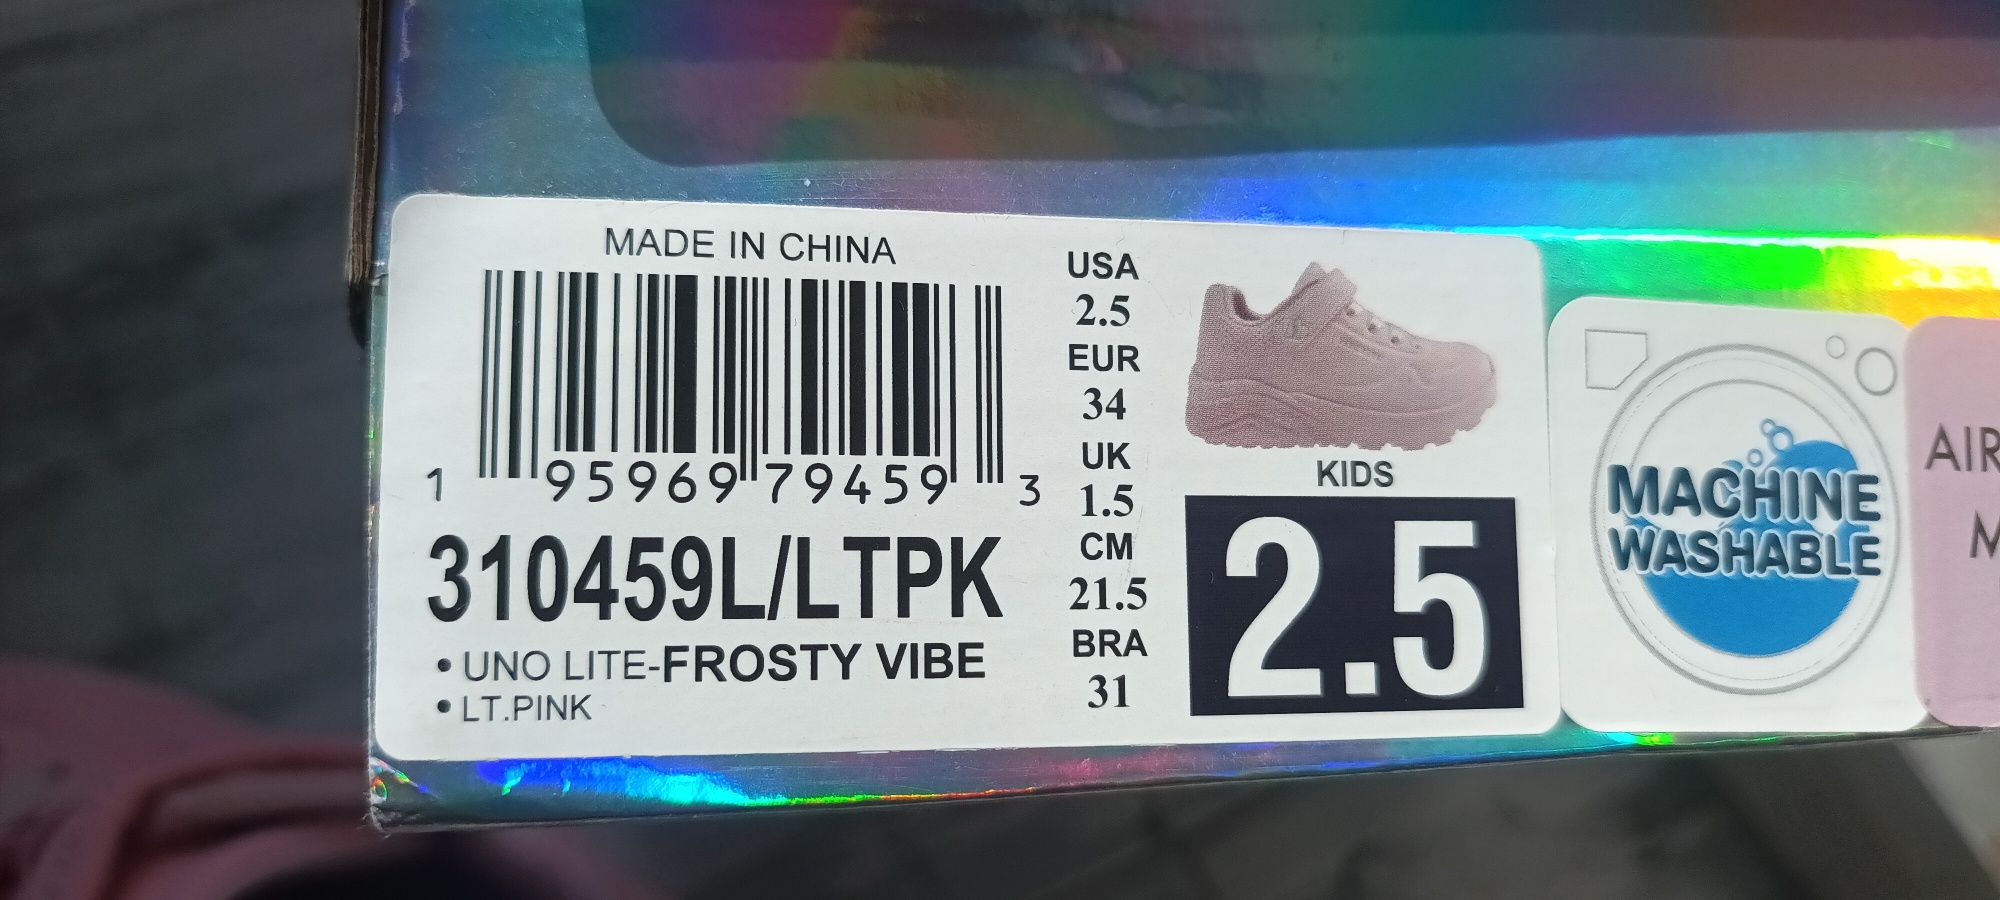 MADE IN CHINA
1 95969 79459 3
310459L/LTPK
• UNO LITE-FROSTY VIBE
• LT.PINK
USA
2.5
EUR
34
UK
1.5
CM
21.5
BRA
31
KIDS
2.5
MACHINE
WASHABLE
AIR
M